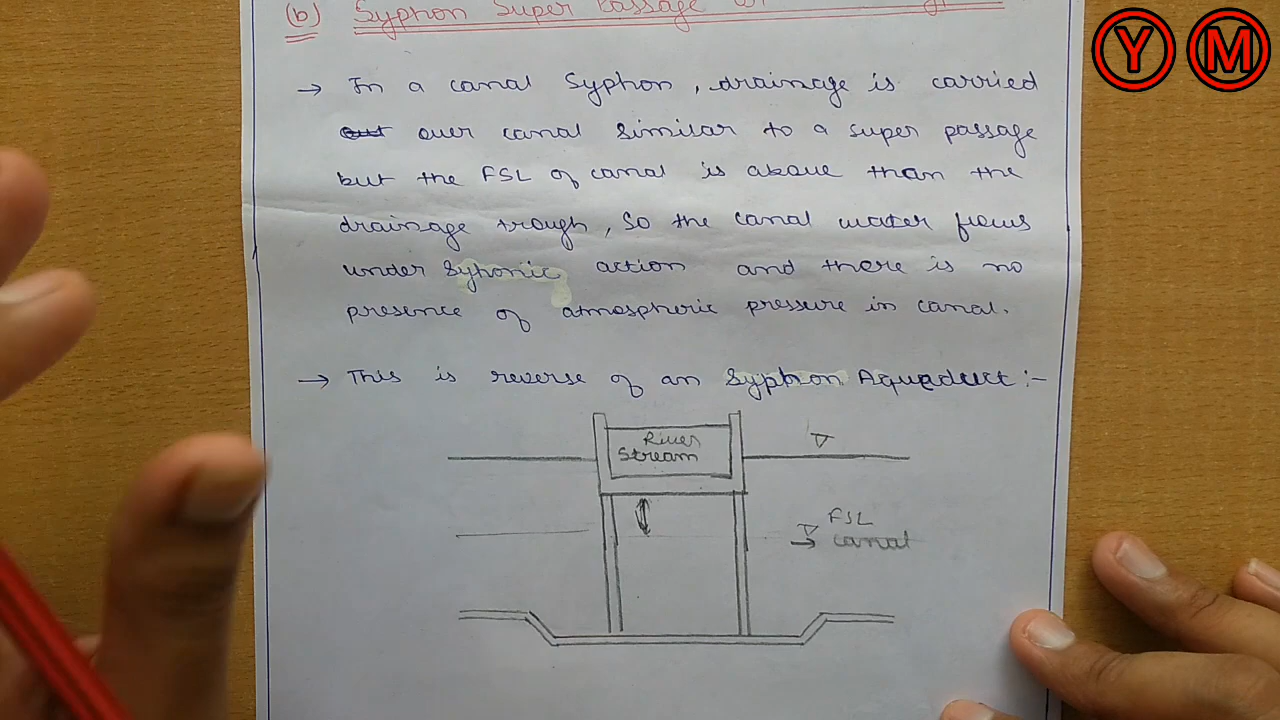 (b) Syphon Super Passage
→ In a canal Syphon, drainage is carried
over canal similar to a super passage
but the FSL of canal is above than the
drainage trough, So the canal water flows
under Syhonic action and there is no
presence of atmospheric pressure in canal.
→ This is reverse of an Syphon Aqueduct :-
River
Stream
FSL
canal
Y M